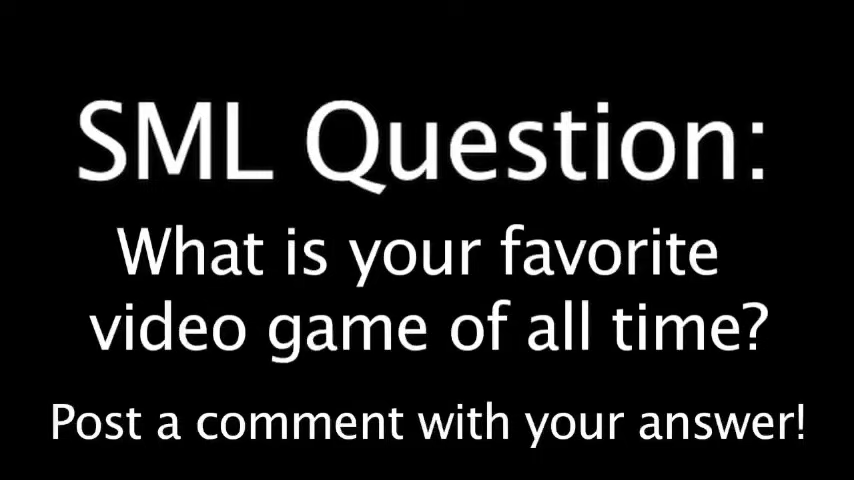 SML Question:
What is your favorite
video game of all time?
Post a comment with your answer!